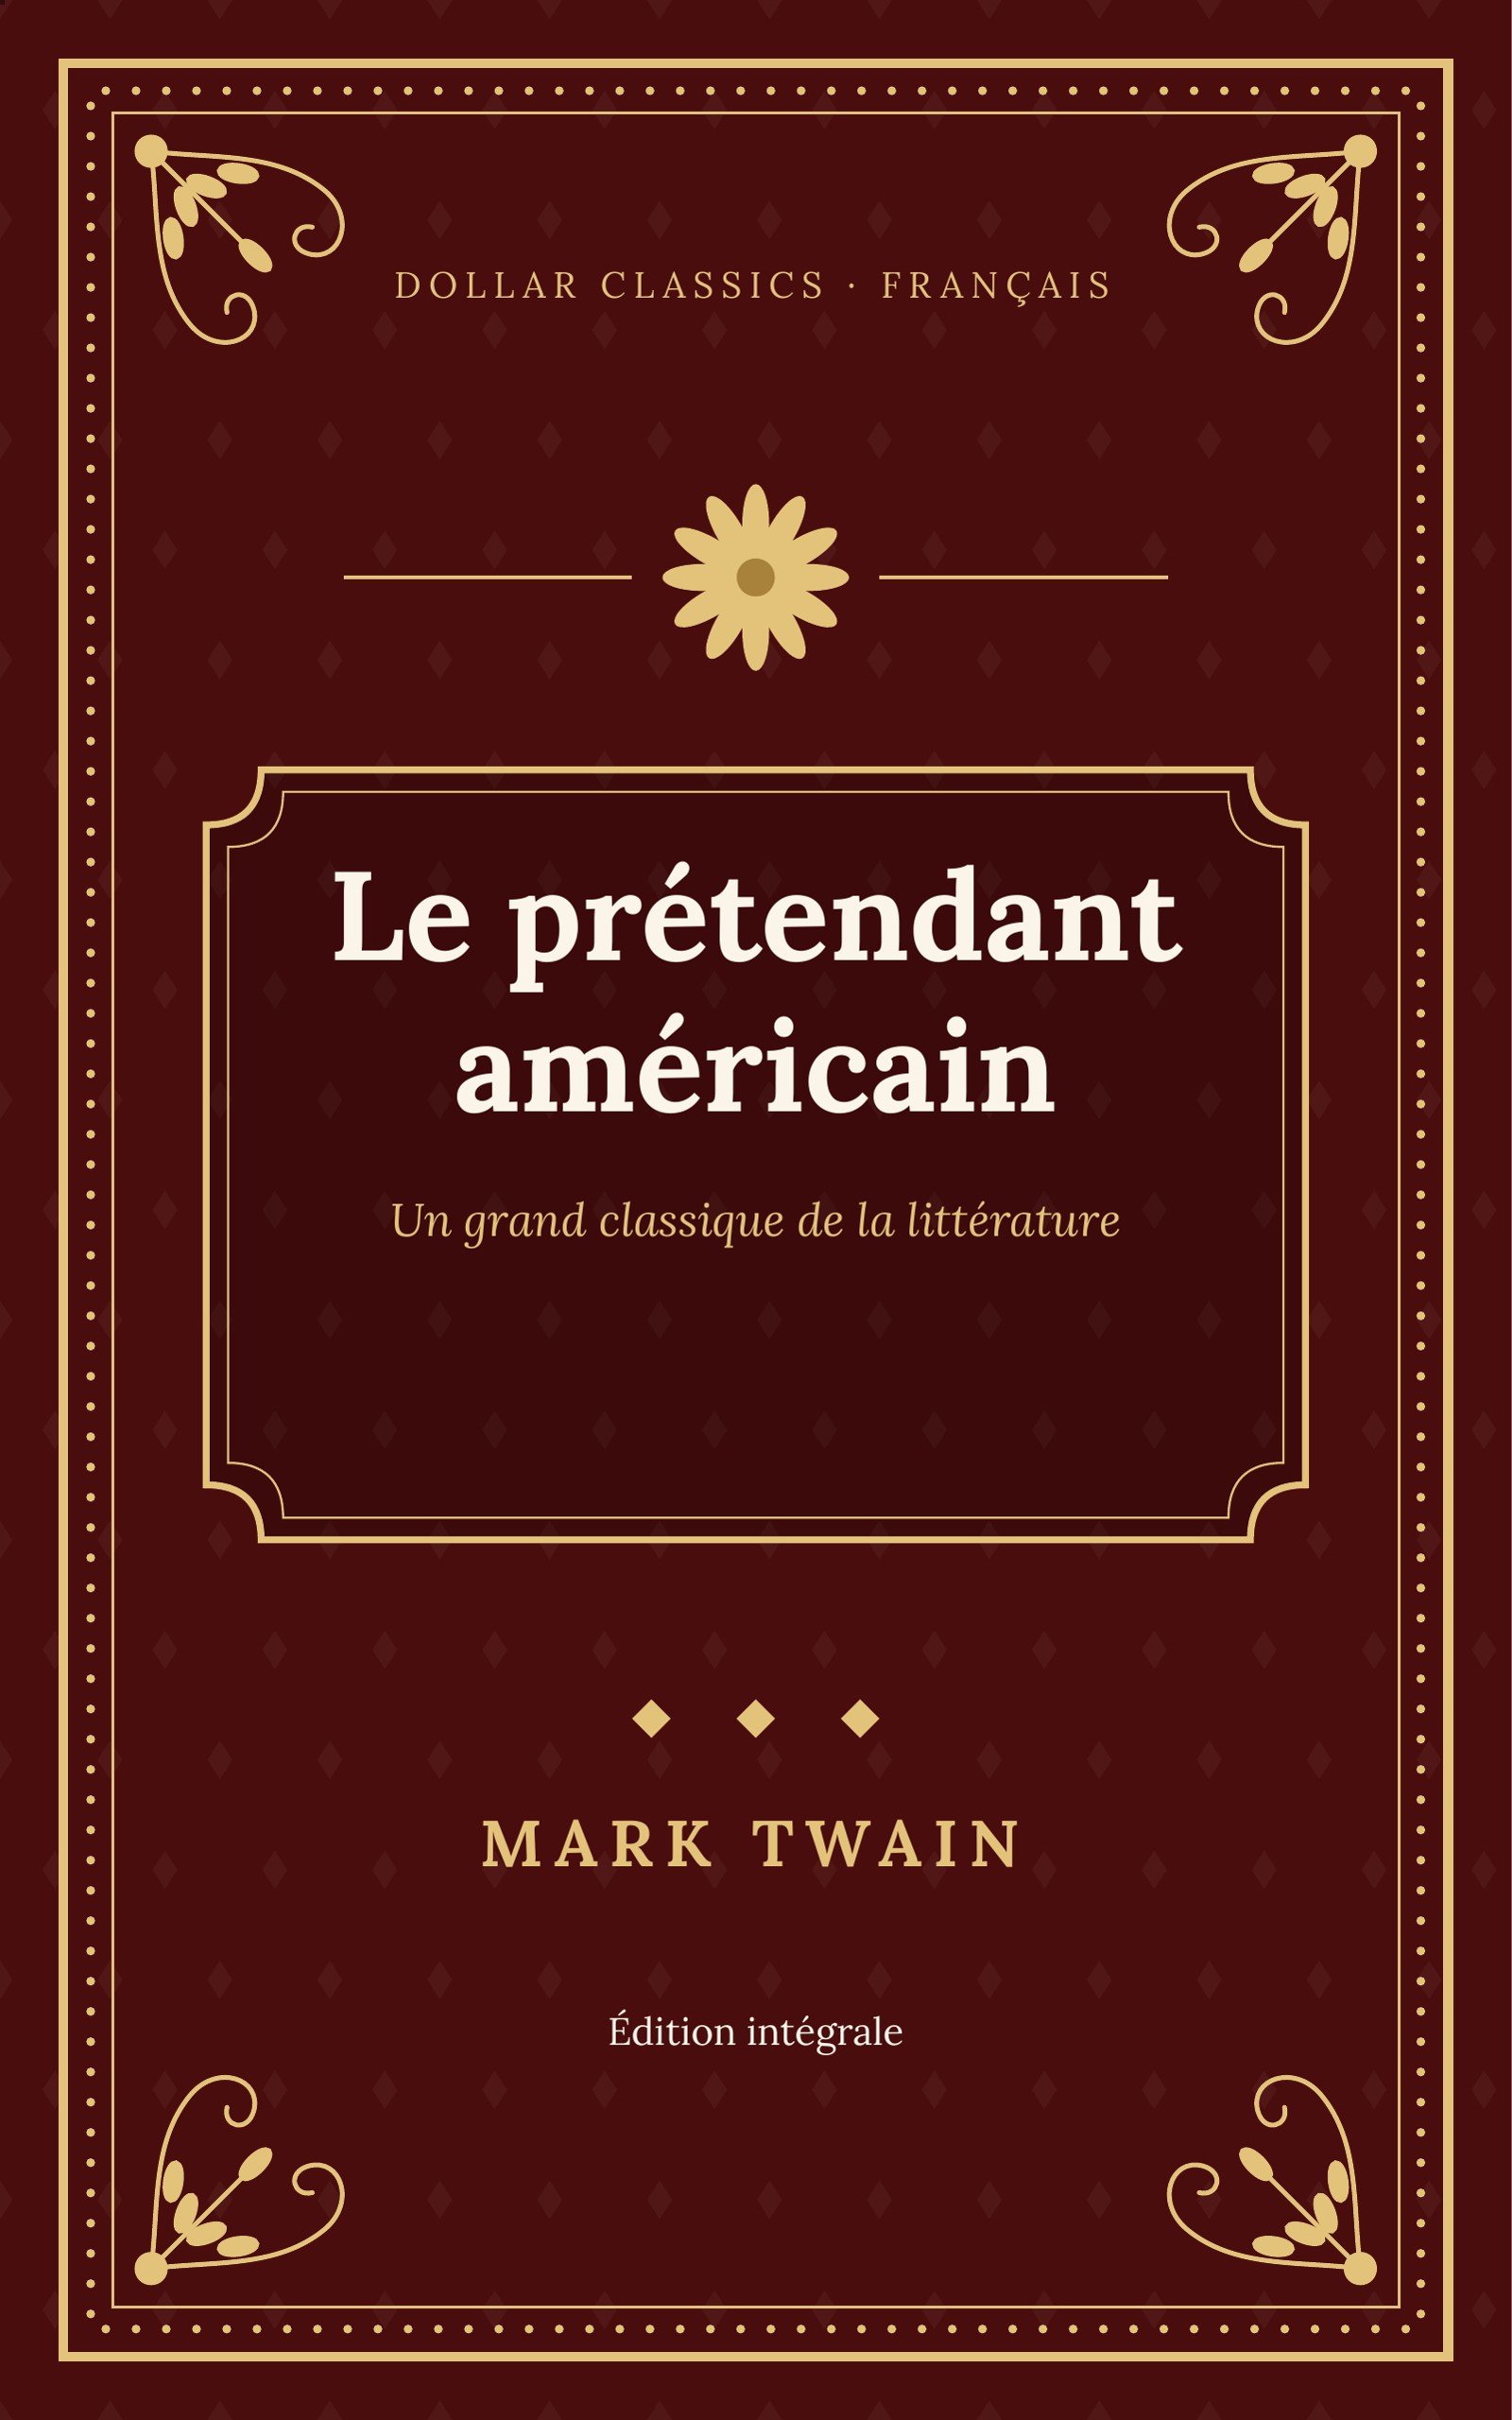 DOLLAR CLASSICS · FRANÇAIS
Le prétendant
américain
Un grand classique de la littérature
MARK TWAIN
Édition intégrale